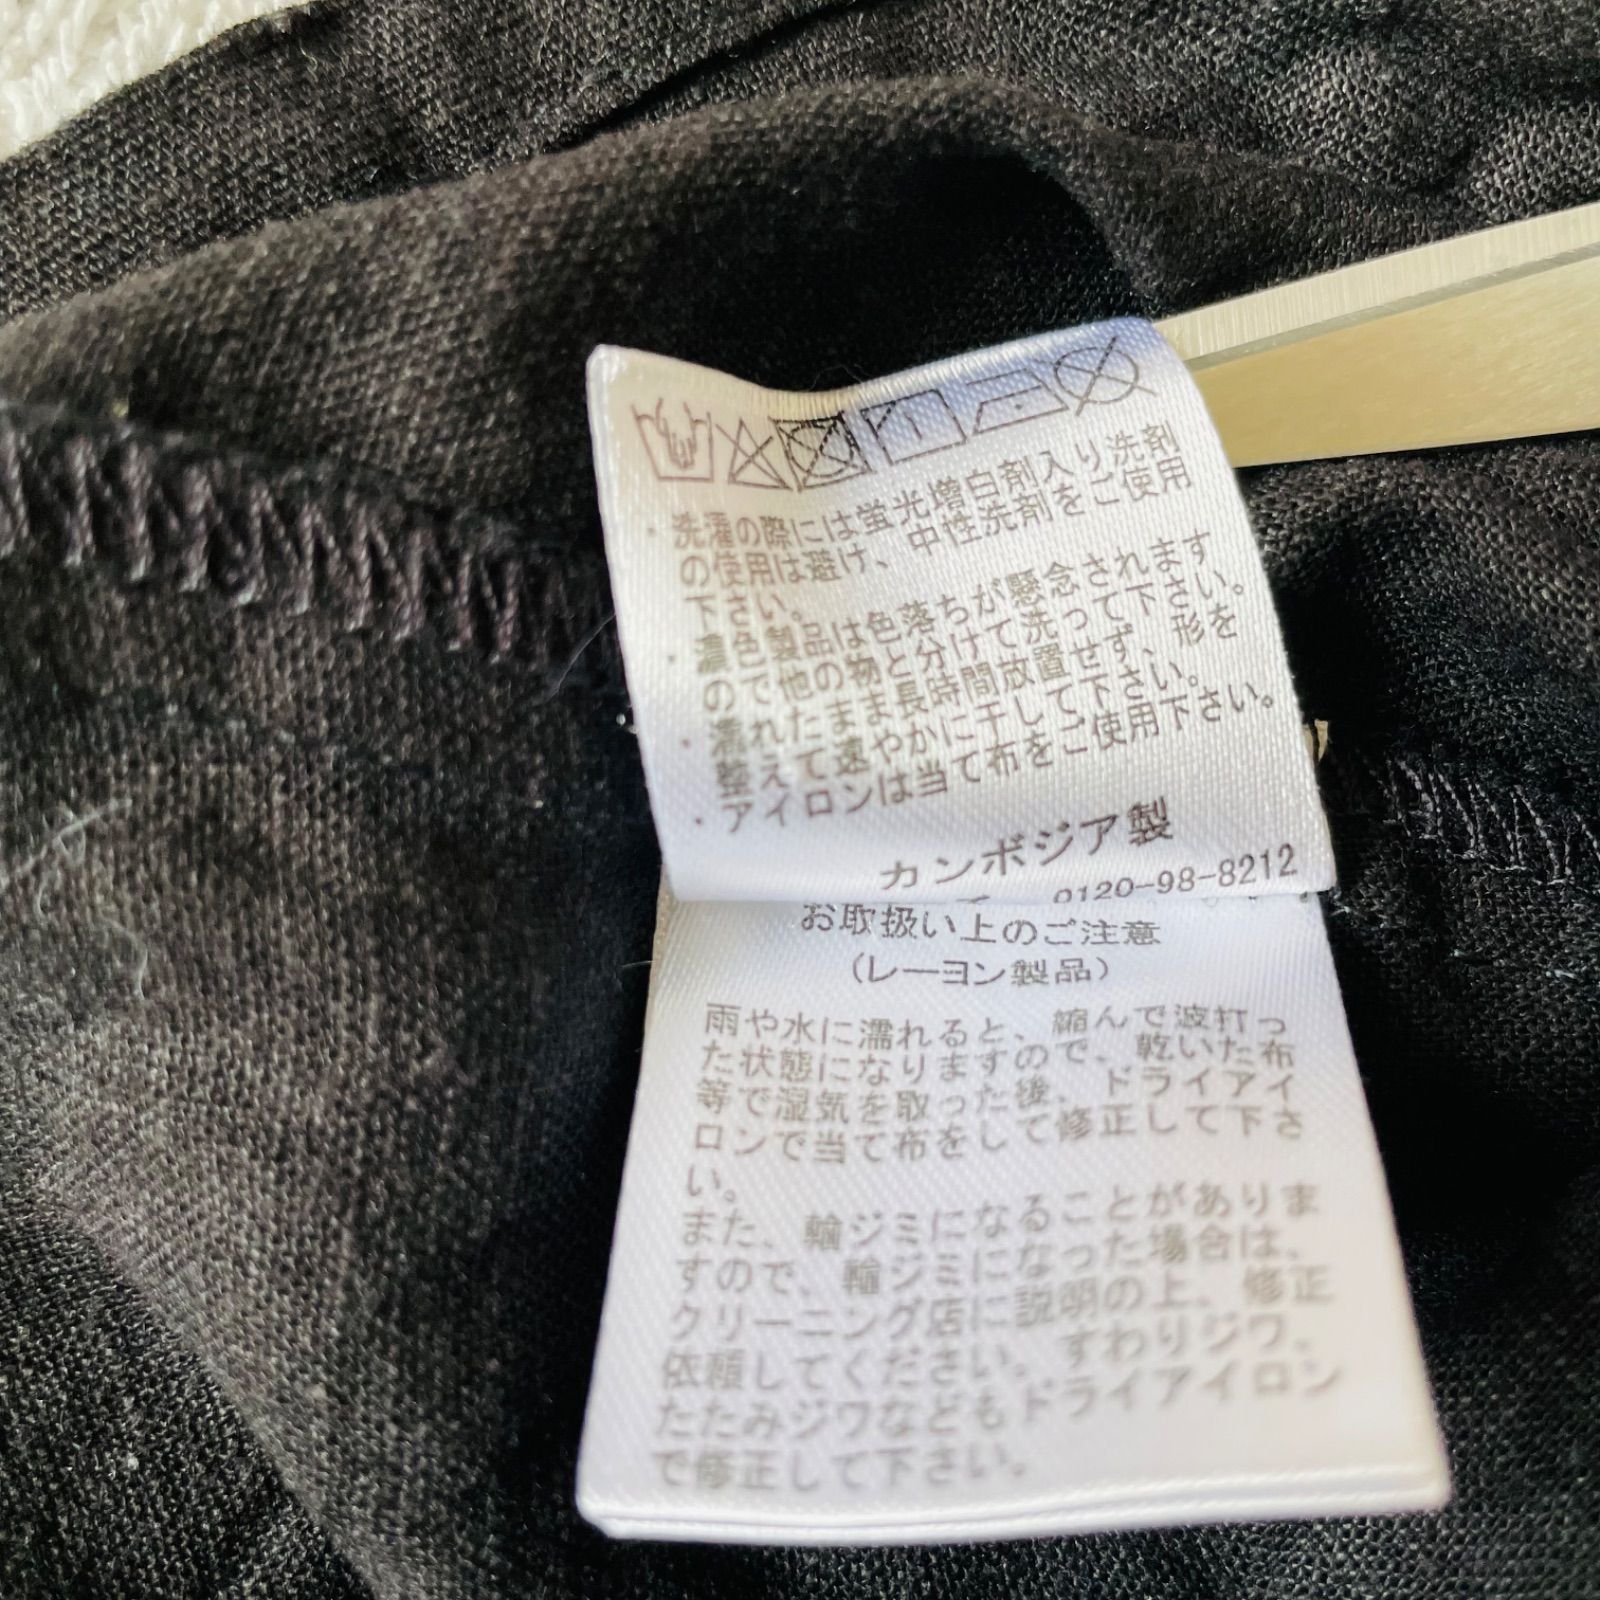 ・洗濯の際には蛍光増白剤入り洗剤
の使用は避け、中性洗剤をご使用
下さい。
・濃色製品は色落ちが懸念されます
ので他の物と分けて洗って下さい。
・濡れたまま長時間放置せず、形を
整えて速やかに干して下さい。
・アイロンは当て布をご使用下さい。
カンボジア製
0120-98-8212
お取扱い上のご注意
(レーヨン製品)
雨や水に濡れると、縮んで波打っ
た状態になりますので、乾いた布
等で湿気を取った後、ドライアイ
ロンで当て布をして修正して下さ
い。
また、輪ジミになることがありま
すので、輪ジミになった場合は、
クリーニング店に説明の上、修正
依頼してください。すわりジワ、
たたみジワなどもドライアイロン
で修正して下さい。